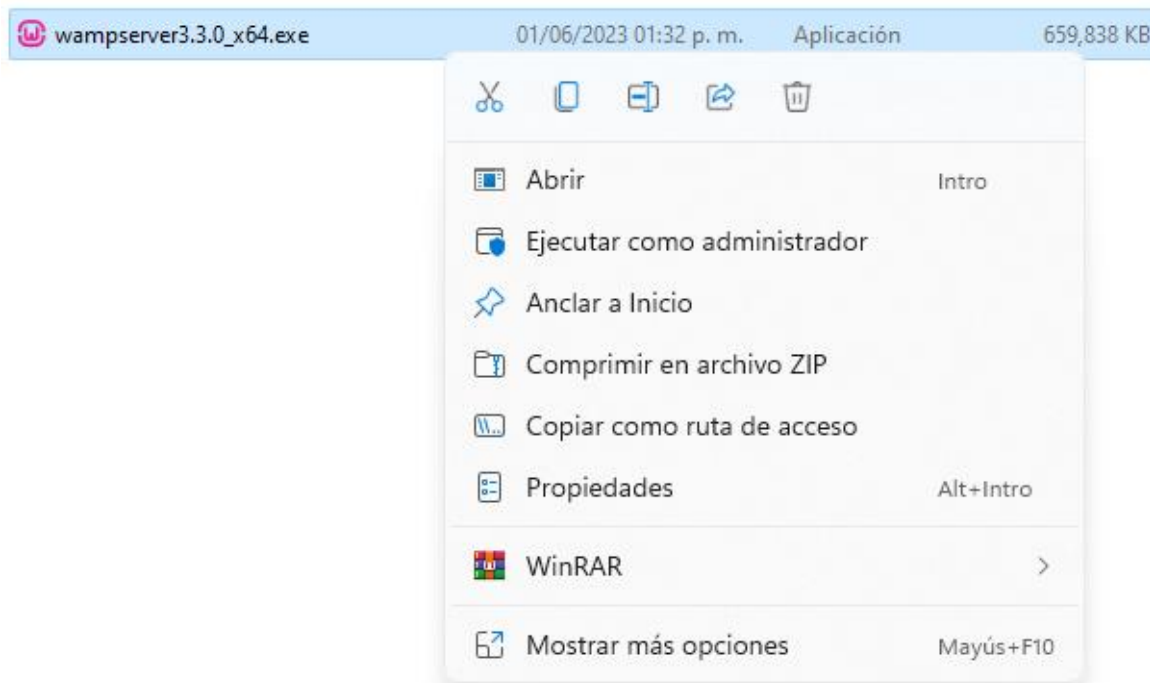 wampserver3.3.0_x64.exe 01/06/2023 01:32 p. m. Aplicación 659,838 KB
Abrir Intro
Ejecutar como administrador
Anclar a Inicio
Comprimir en archivo ZIP
Copiar como ruta de acceso
Propiedades Alt+Intro
WinRAR
Mostrar más opciones Mayús+F10